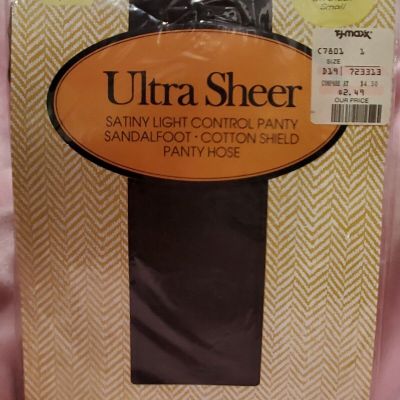 Small
T.J.maxx
C7801 1
SIZE
D19 723313
COMPARE AT $4.50
$2.49
OUR PRICE
Ultra Sheer
SATINY LIGHT CONTROL PANTY
SANDALFOOT · COTTON SHIELD
PANTY HOSE